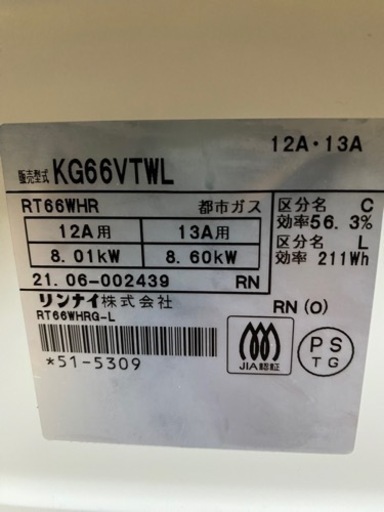 12A・13A
販売型式 KG66VTWL
RT66WHR 都市ガス
12A用 13A用
8.01kW 8.60kW
区分名 C
効率56.3%
区分名 L
効率 211Wh
21.06-002439 RN
リンナイ株式会社
RT66WHRG-L
RN(O)
*51-5309
JIA認証
PS
TG